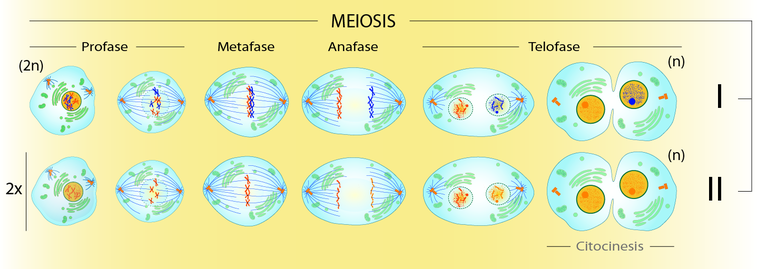 MEIOSIS
Profase Metafase Anafase Telofase
(2n) (n)
I
2x (n)
II
Citocinesis